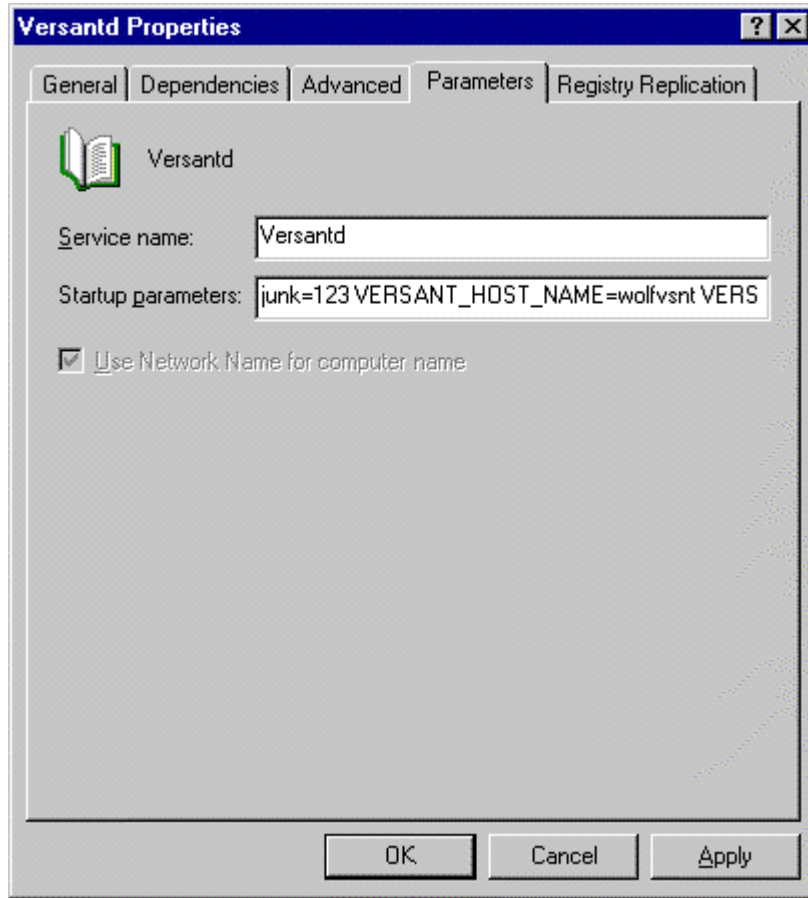 Versantd Properties
General Dependencies Advanced Parameters Registry Replication
Versantd
Service name: Versantd
Startup parameters: junk=123 VERSANT_HOST_NAME=wolfvsnt VERS
Use Network Name for computer name
OK Cancel Apply